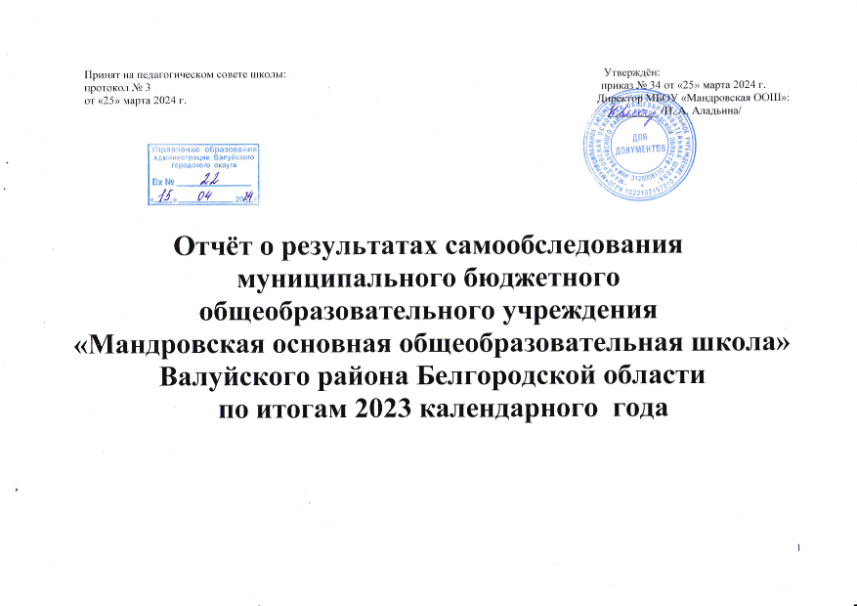 Принят на педагогическом совете школы:
протокол № 3
от «25» марта 2024 г.
Утверждён:
приказ № 34 от «25» марта 2024 г.
Директор МБОУ «Мандровская ООШ»:
/И. А. Аладьина/
ДЛЯ
ДОКУМЕНТОВ
Управление образования
администрации Валуйского
городского округа
Вх № 22
«15» 04 2024 г.
Отчёт о результатах самообследования
муниципального бюджетного
общеобразовательного учреждения
«Мандровская основная общеобразовательная школа»
Валуйского района Белгородской области
по итогам 2023 календарного года
1